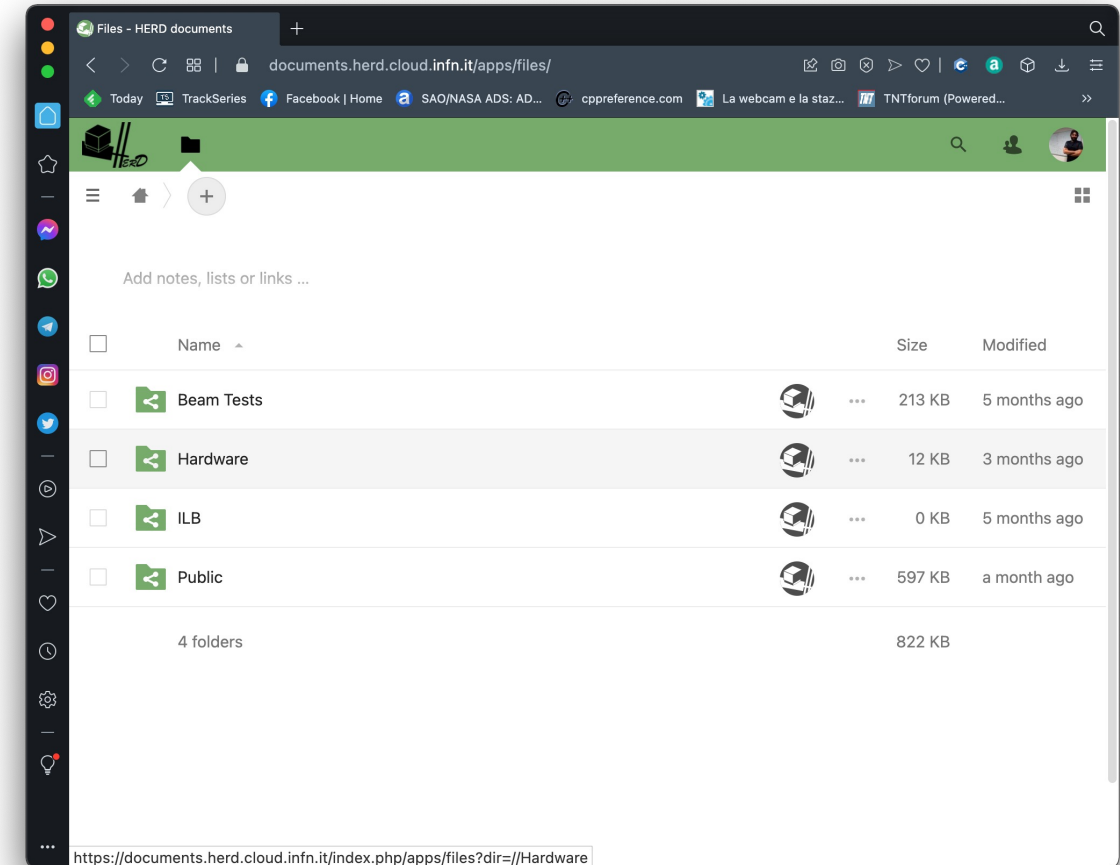 Files - HERD documents
documents.herd.cloud.infn.it/apps/files/
Today TS TrackSeries Facebook | Home a SAO/NASA ADS: AD... cppreference.com La webcam e la staz... TNT TNTforum (Powered... >>
HERD
Add notes, lists or links ...
Name Size Modified
Beam Tests ... 213 KB 5 months ago
Hardware ... 12 KB 3 months ago
ILB ... 0 KB 5 months ago
Public ... 597 KB a month ago
4 folders 822 KB
https://documents.herd.cloud.infn.it/index.php/apps/files?dir=//Hardware